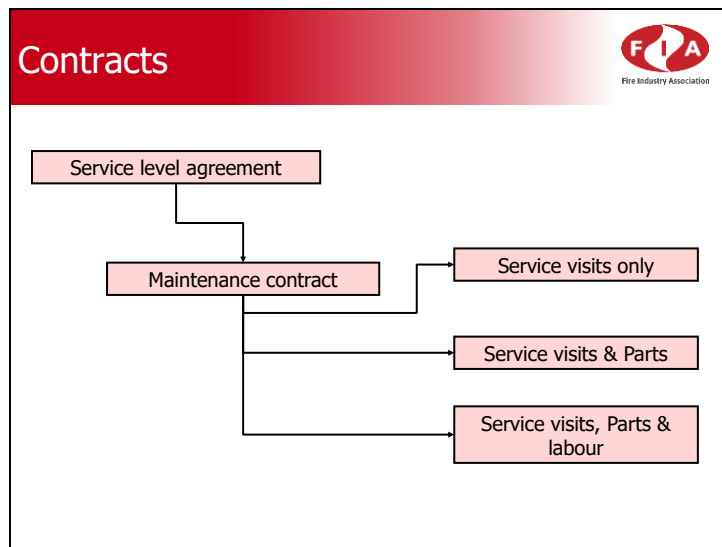 Contracts
F I A
Fire Industry Association
Service level agreement
Maintenance contract
Service visits only
Service visits & Parts
Service visits, Parts &
labour